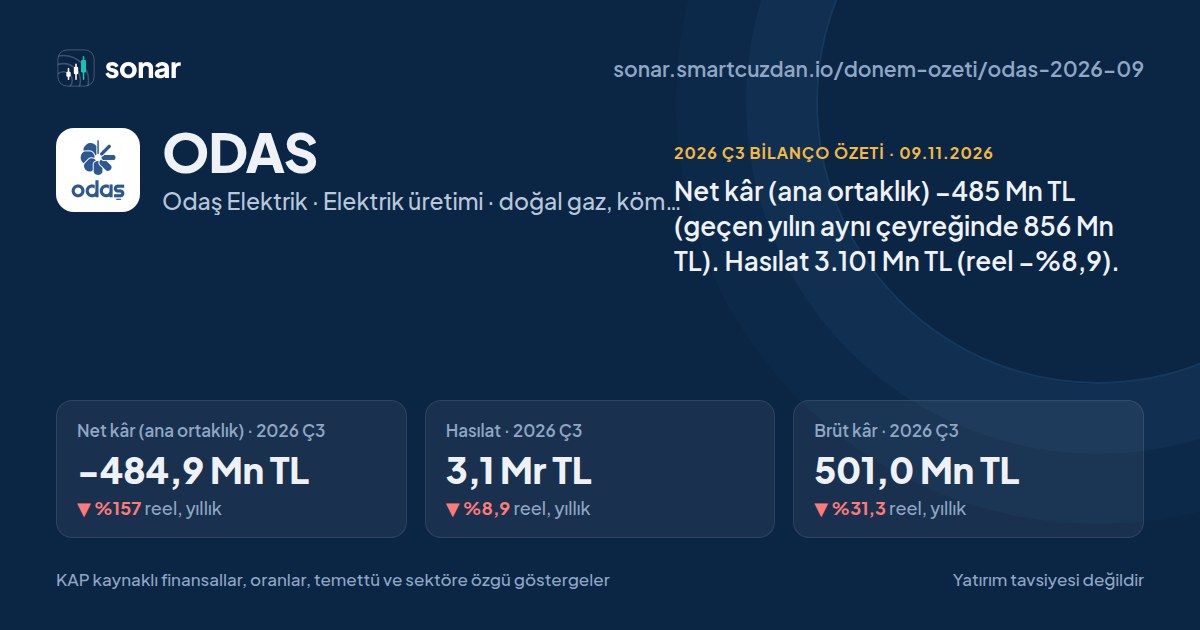 sonar
sonar.smartcuzdan.io/donem-ozeti/odas-2026-09
odaş
ODAS
Odaş Elektrik · Elektrik üretimi · doğal gaz, köm…
2026 Ç3 BİLANÇO ÖZETİ · 09.11.2026
Net kâr (ana ortaklık) −485 Mn TL
(geçen yılın aynı çeyreğinde 856 Mn
TL). Hasılat 3.101 Mn TL (reel −%8,9).
Net kâr (ana ortaklık) · 2026 Ç3
−484,9 Mn TL
▼ %157 reel, yıllık
Hasılat · 2026 Ç3
3,1 Mr TL
▼ %8,9 reel, yıllık
Brüt kâr · 2026 Ç3
501,0 Mn TL
▼ %31,3 reel, yıllık
KAP kaynaklı finansallar, oranlar, temettü ve sektöre özgü göstergeler
Yatırım tavsiyesi değildir